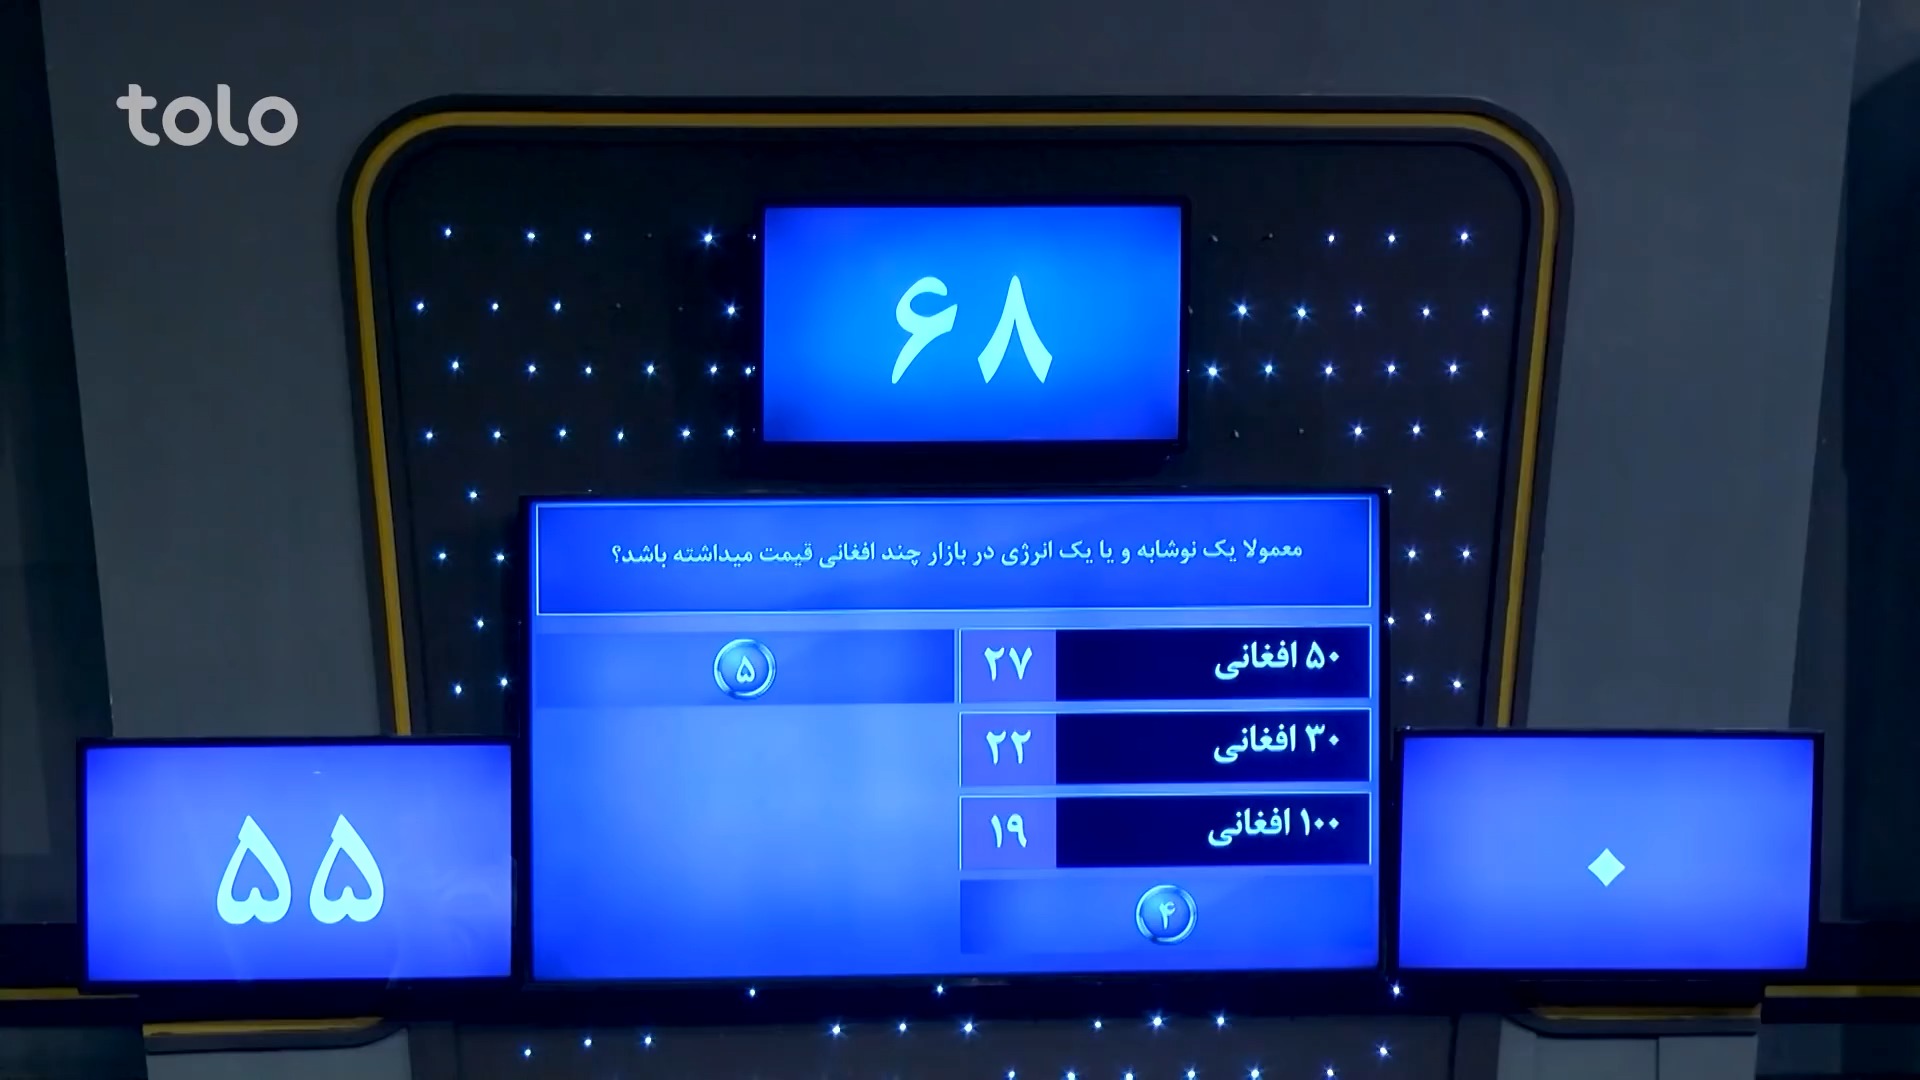 tolo
۶۸
معمولا یک نوشابه و یا یک انرژی در بازار چند افغانی قیمت میداشته باشد؟
۵۰ افغانی ۲۷
۳۰ افغانی ۲۲
۱۰۰ افغانی ۱۹
۴
۵
۵۵
۰